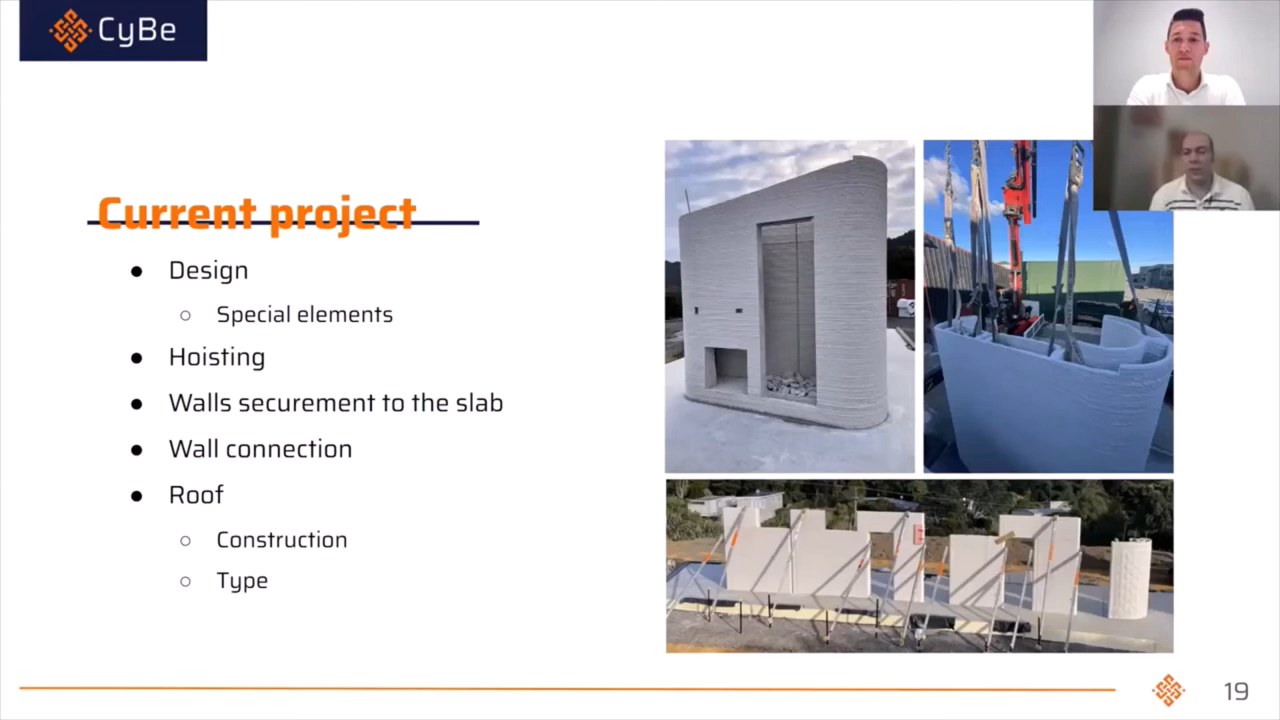 CyBe
Current project
● Design
○ Special elements
● Hoisting
● Walls securement to the slab
● Wall connection
● Roof
○ Construction
○ Type
19